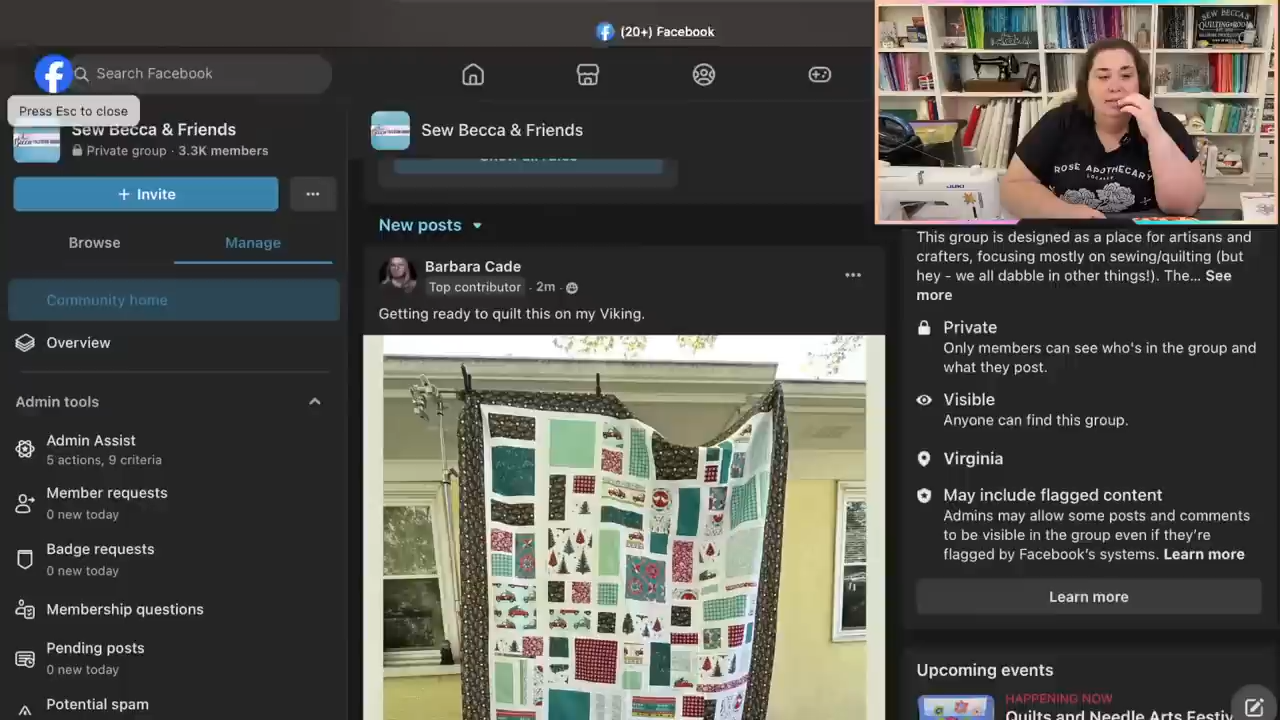 (20+) Facebook
Search Facebook
Press Esc to close
Sew Becca & Friends
Private group · 3.3K members
+ Invite
Browse
Manage
Community home
Overview
Admin tools
Admin Assist
5 actions, 9 criteria
Member requests
0 new today
Badge requests
0 new today
Membership questions
Pending posts
0 new today
Potential spam
Sew Becca & Friends
New posts
Barbara Cade
Top contributor · 2m ·
Getting ready to quilt this on my Viking.
SEW BECCA'S
QUILTING ROOM
ROSE APOTHECARY
JUKI
This group is designed as a place for artisans and
crafters, focusing mostly on sewing/quilting (but
hey - we all dabble in other things!). The... See
more
Private
Only members can see who's in the group and
what they post.
Visible
Anyone can find this group.
Virginia
May include flagged content
Admins may allow some posts and comments
to be visible in the group even if they're
flagged by Facebook's systems. Learn more
Learn more
Upcoming events
HAPPENING NOW
Quilts and Needle Arts Festiv